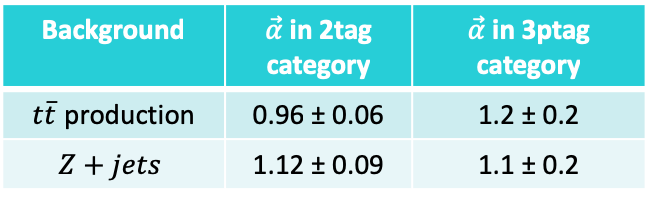 Background α⃗ in 2tag category α⃗ in 3ptag category
tt̄ production 0.96 ± 0.06 1.2 ± 0.2
Z + jets 1.12 ± 0.09 1.1 ± 0.2